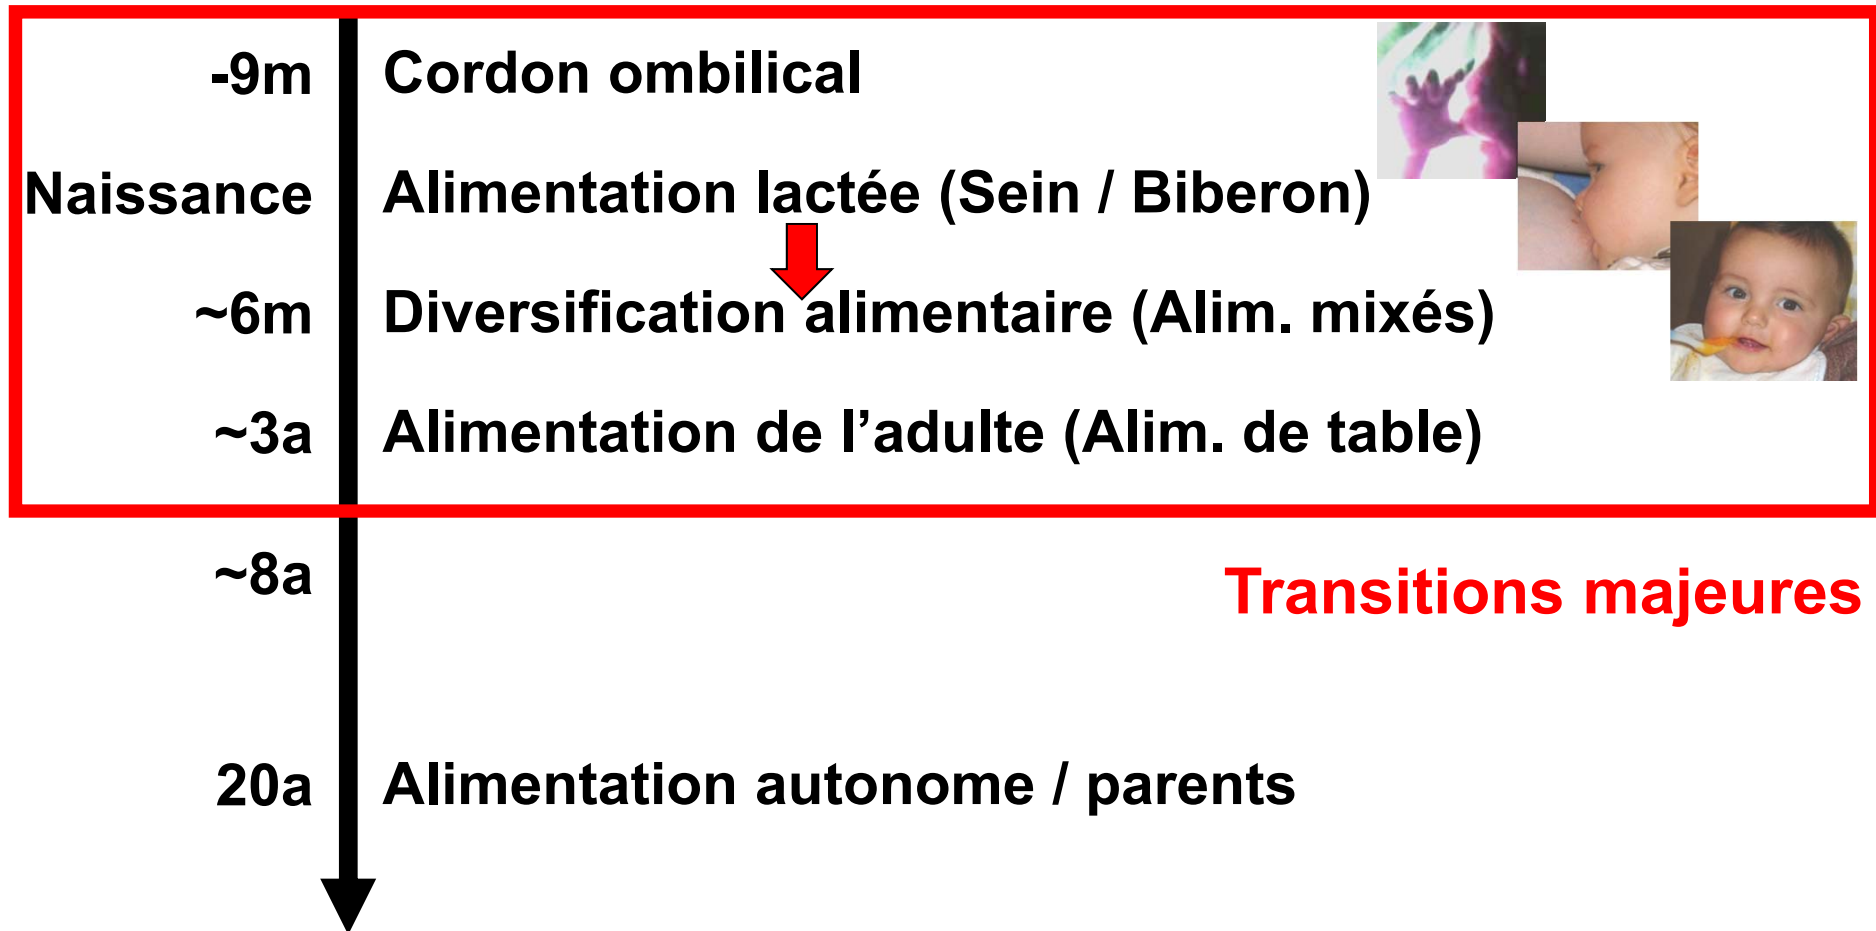 -9m Cordon ombilical
Naissance Alimentation lactée (Sein / Biberon)
~6m Diversification alimentaire (Alim. mixés)
~3a Alimentation de l’adulte (Alim. de table)
~8a
Transitions majeures
20a Alimentation autonome / parents